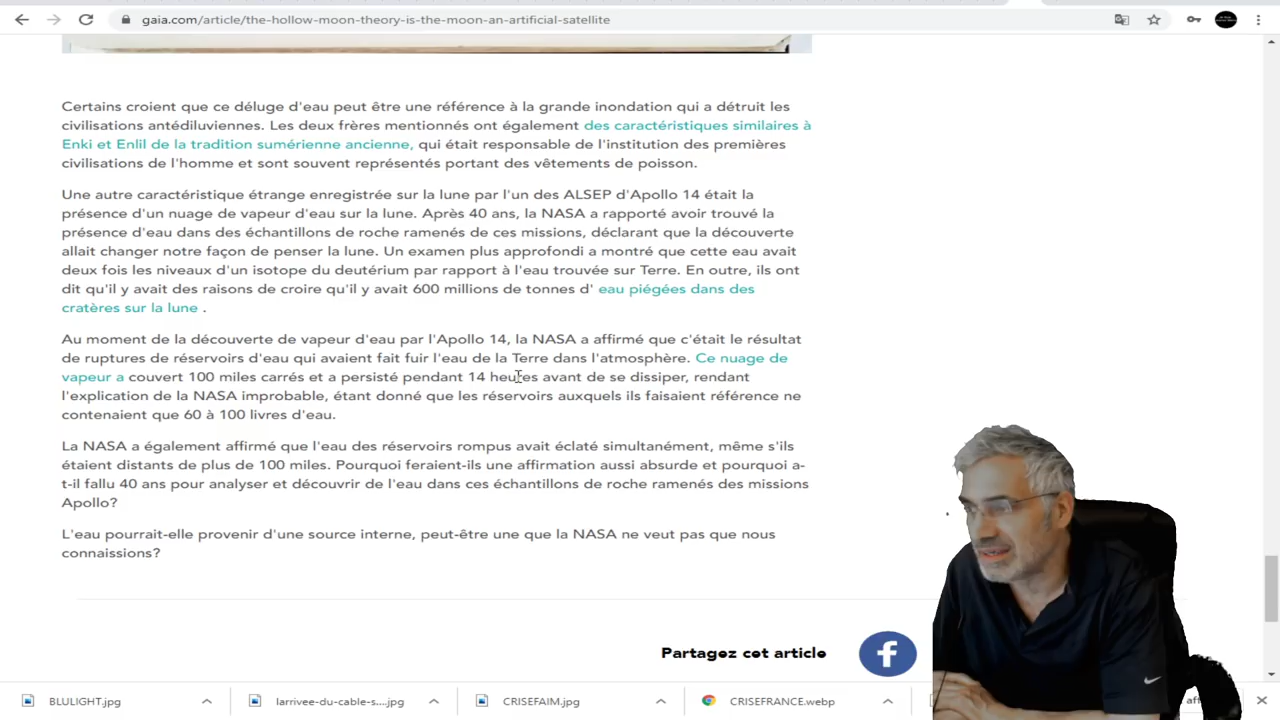 gaia.com/article/the-hollow-moon-theory-is-the-moon-an-artificial-satellite
Certains croient que ce déluge d'eau peut être une référence à la grande inondation qui a détruit les
civilisations antédiluviennes. Les deux frères mentionnés ont également des caractéristiques similaires à
Enki et Enlil de la tradition sumérienne ancienne, qui était responsable de l'institution des premières
civilisations de l'homme et sont souvent représentés portant des vêtements de poisson.
Une autre caractéristique étrange enregistrée sur la lune par l'un des ALSEP d'Apollo 14 était la
présence d'un nuage de vapeur d'eau sur la lune. Après 40 ans, la NASA a rapporté avoir trouvé la
présence d'eau dans des échantillons de roche ramenés de ces missions, déclarant que la découverte
allait changer notre façon de penser la lune. Un examen plus approfondi a montré que cette eau avait
deux fois les niveaux d'un isotope du deutérium par rapport à l'eau trouvée sur Terre. En outre, ils ont
dit qu'il y avait des raisons de croire qu'il y avait 600 millions de tonnes d' eau piégées dans des
cratères sur la lune .
Au moment de la découverte de vapeur d'eau par l'Apollo 14, la NASA a affirmé que c'était le résultat
de ruptures de réservoirs d'eau qui avaient fait fuir l'eau de la Terre dans l'atmosphère. Ce nuage de
vapeur a couvert 100 miles carrés et a persisté pendant 14 heures avant de se dissiper, rendant
l'explication de la NASA improbable, étant donné que les réservoirs auxquels ils faisaient référence ne
contenaient que 60 à 100 livres d'eau.
La NASA a également affirmé que l'eau des réservoirs rompus avait éclaté simultanément, même s'ils
étaient distants de plus de 100 miles. Pourquoi feraient-ils une affirmation aussi absurde et pourquoi a-
t-il fallu 40 ans pour analyser et découvrir de l'eau dans ces échantillons de roche ramenés des missions
Apollo?
L'eau pourrait-elle provenir d'une source interne, peut-être une que la NASA ne veut pas que nous
connaissions?
Partagez cet article
f
BLULIGHT.jpg
larrivee-du-cable-s....jpg
CRISEFAIM.jpg
CRISEFRANCE.webp